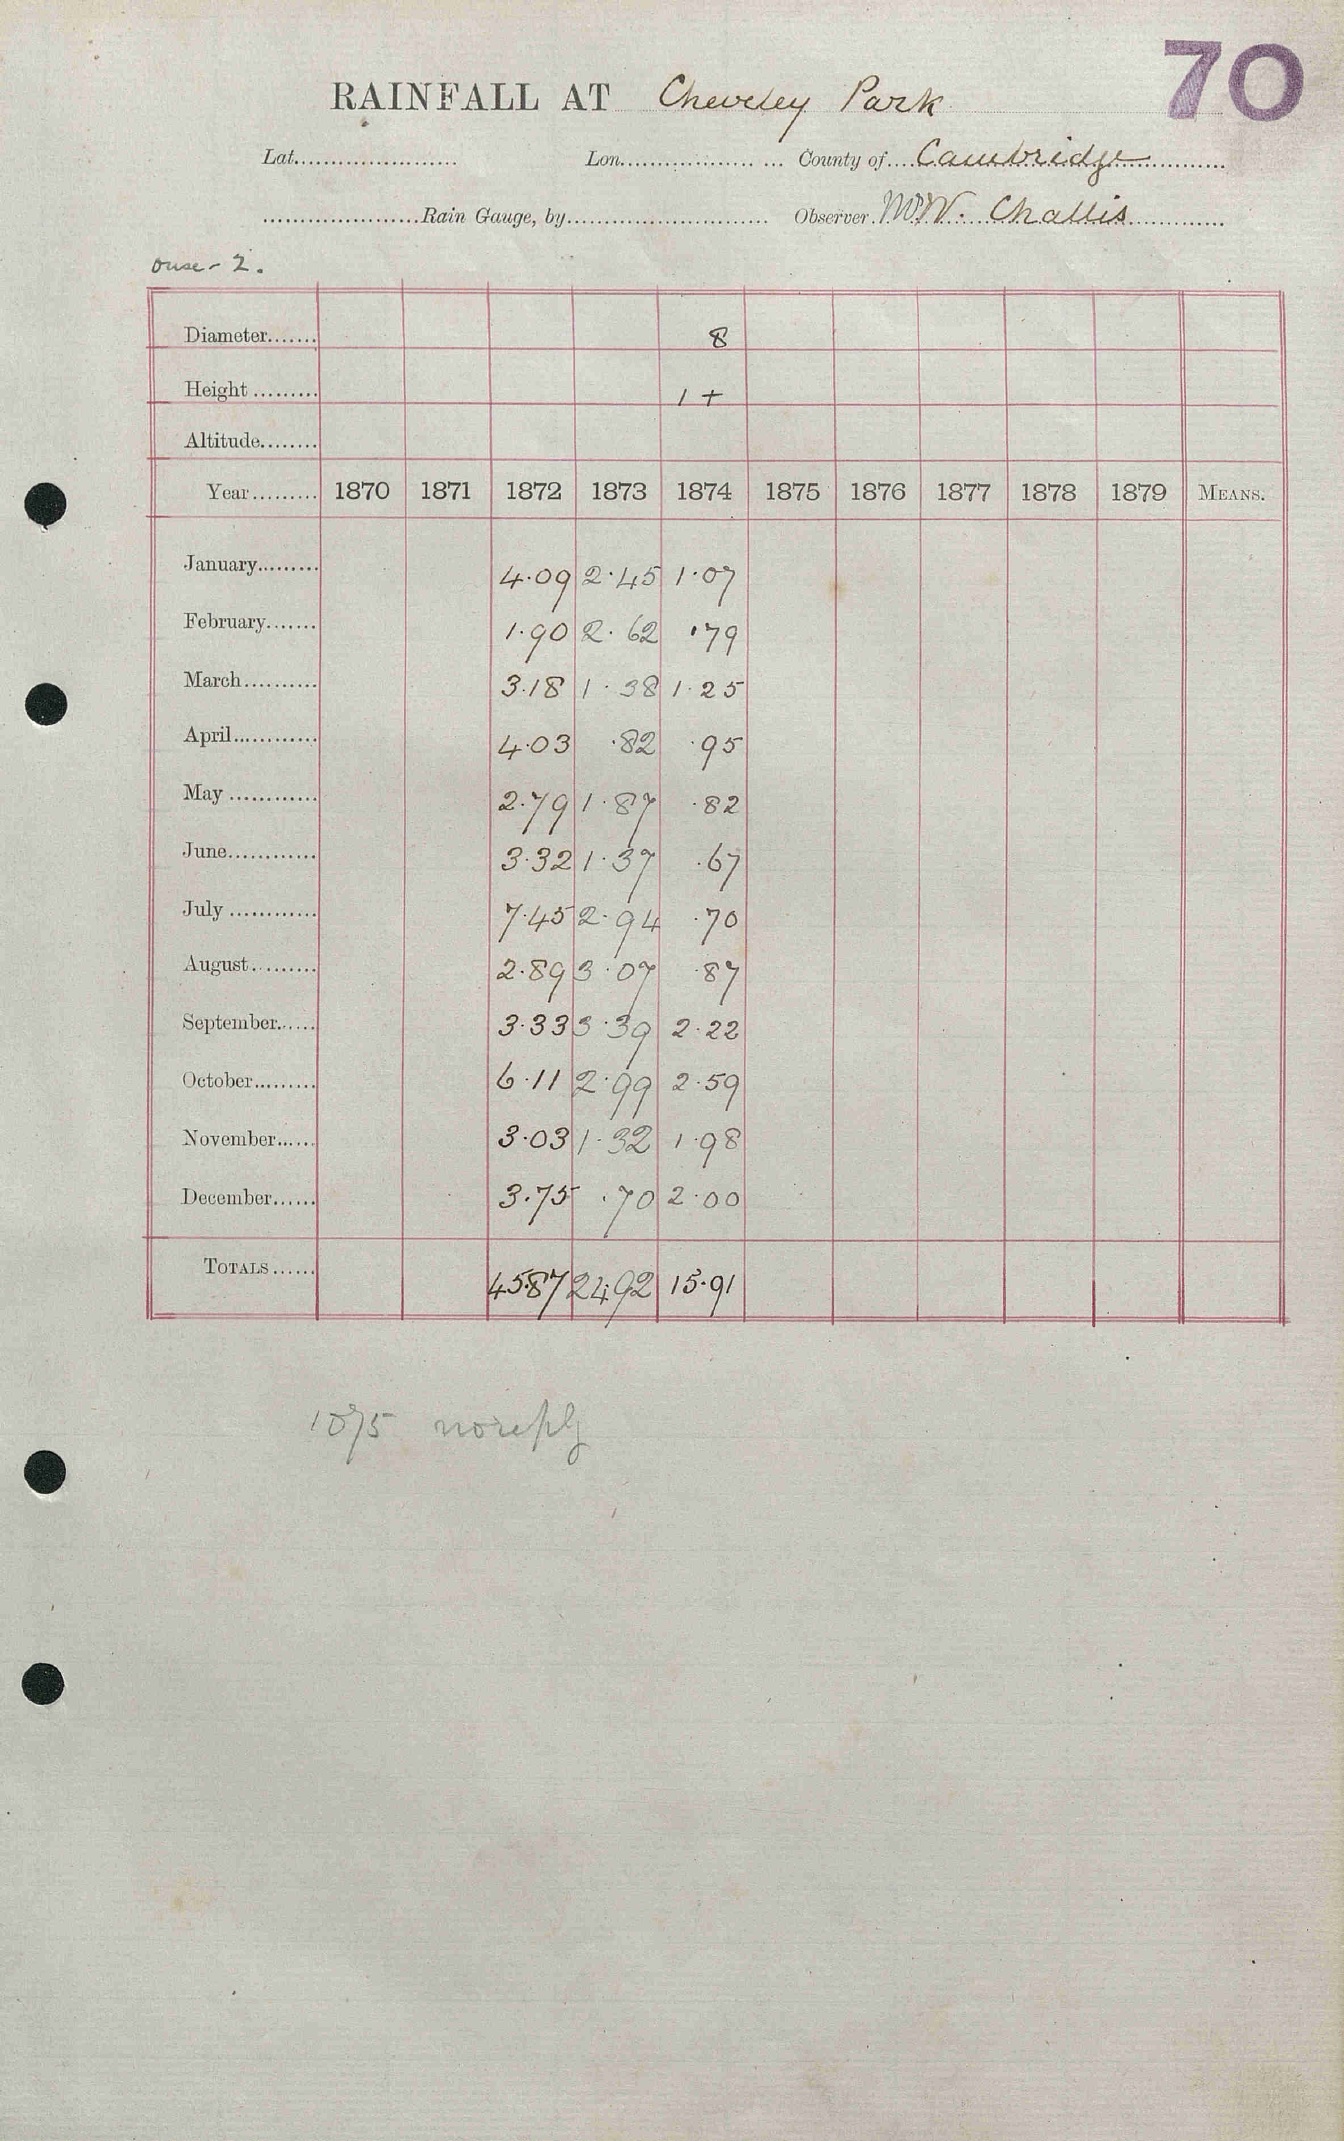 70
RAINFALL AT Cheveley Park
Lat...................... Lon.................. ... County of.... Cambridge
.....................Rain Gauge, by........................... Observer. Mr W. Challis
Ouse - 2.
Diameter....... 8
Height ......... 1 +
Altitude........
Year......... 1870 1871 1872 1873 1874 1875 1876 1877 1878 1879 MEANS.
January......... 4.09 2.45 1.07
February....... 1.90 2.62 .79
March.......... 3.18 1.38 1.25
April............ 4.03 .82 .95
May ............ 2.79 1.87 .82
June............ 3.32 1.37 .67
July ............ 7.45 2.94 .70
August......... 2.89 3.07 .87
September...... 3.33 3.39 2.22
October......... 6.11 2.99 2.59
November...... 3.03 1.32 1.98
December...... 3.75 .70 2.00
TOTALS...... 45.87 24.92 15.91
1875 no reply